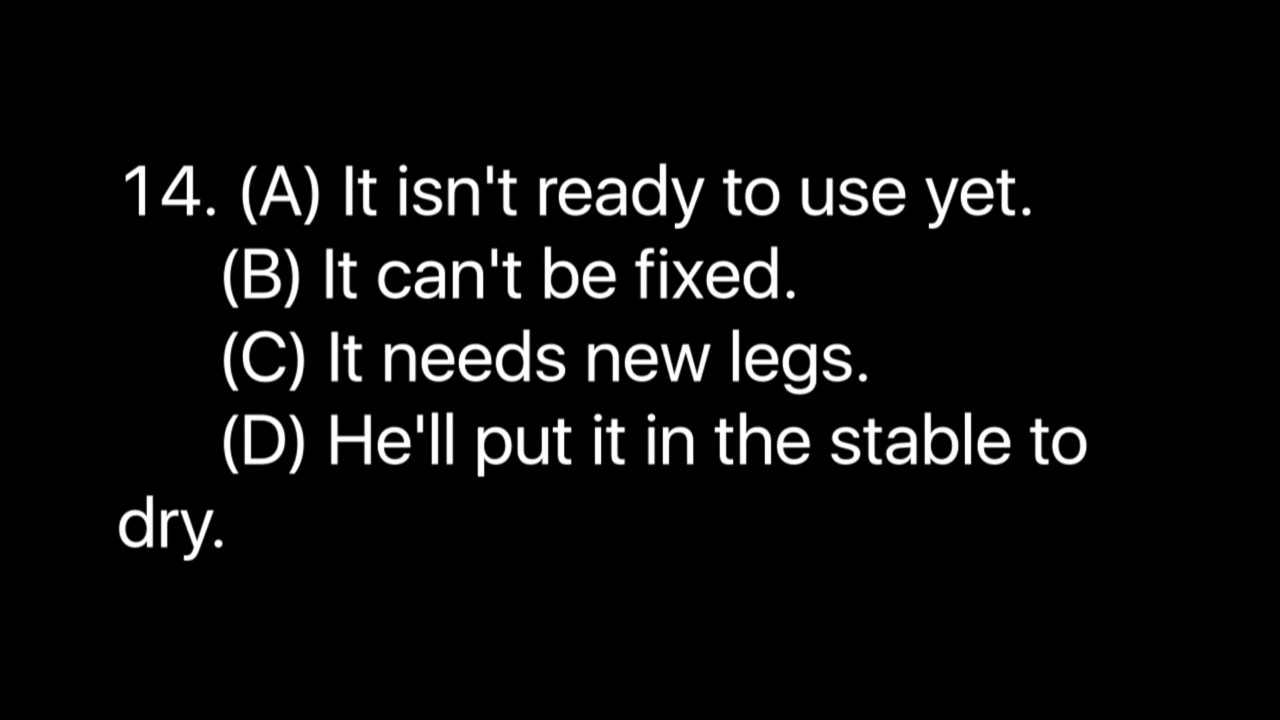 14. (A) It isn't ready to use yet.
(B) It can't be fixed.
(C) It needs new legs.
(D) He'll put it in the stable to
dry.